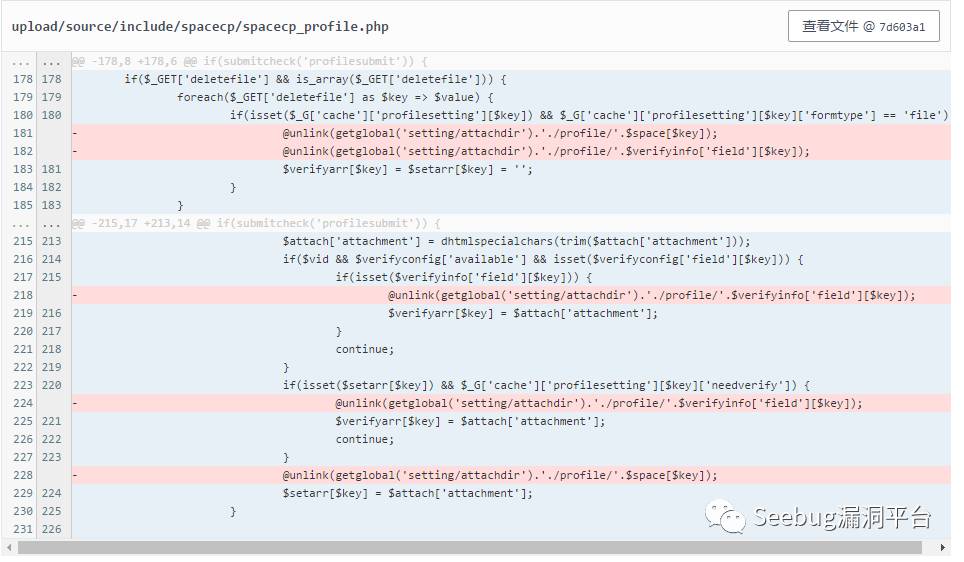 upload/source/include/spacecp/spacecp_profile.php
查看文件 @ 7d603a1
... ... @@ -178,8 +178,6 @@ if(submitcheck('profilesubmit')) {
178 178 if($_GET['deletefile'] && is_array($_GET['deletefile'])) {
179 179 foreach($_GET['deletefile'] as $key => $value) {
180 180 if(isset($_G['cache']['profilesetting'][$key]) && $_G['cache']['profilesetting'][$key]['formtype'] == 'file')
181 - @unlink(getglobal('setting/attachdir').'./profile/'.$space[$key]);
182 - @unlink(getglobal('setting/attachdir').'./profile/'.$verifyinfo['field'][$key]);
183 181 $verifyarr[$key] = $setarr[$key] = '';
184 182 }
185 183 }
... ... @@ -215,17 +213,14 @@ if(submitcheck('profilesubmit')) {
215 213 $attach['attachment'] = dhtmlspecialchars(trim($attach['attachment']));
216 214 if($vid && $verifyconfig['available'] && isset($verifyconfig['field'][$key])) {
217 215 if(isset($verifyinfo['field'][$key])) {
218 - @unlink(getglobal('setting/attachdir').'./profile/'.$verifyinfo['field'][$key]);
219 216 $verifyarr[$key] = $attach['attachment'];
220 217 }
221 218 continue;
222 219 }
223 220 if(isset($setarr[$key]) && $_G['cache']['profilesetting'][$key]['needverify']) {
224 - @unlink(getglobal('setting/attachdir').'./profile/'.$verifyinfo['field'][$key]);
225 221 $verifyarr[$key] = $attach['attachment'];
226 222 continue;
227 223 }
228 - @unlink(getglobal('setting/attachdir').'./profile/'.$space[$key]);
229 224 $setarr[$key] = $attach['attachment'];
230 225 }
231 226
Seebug漏洞平台